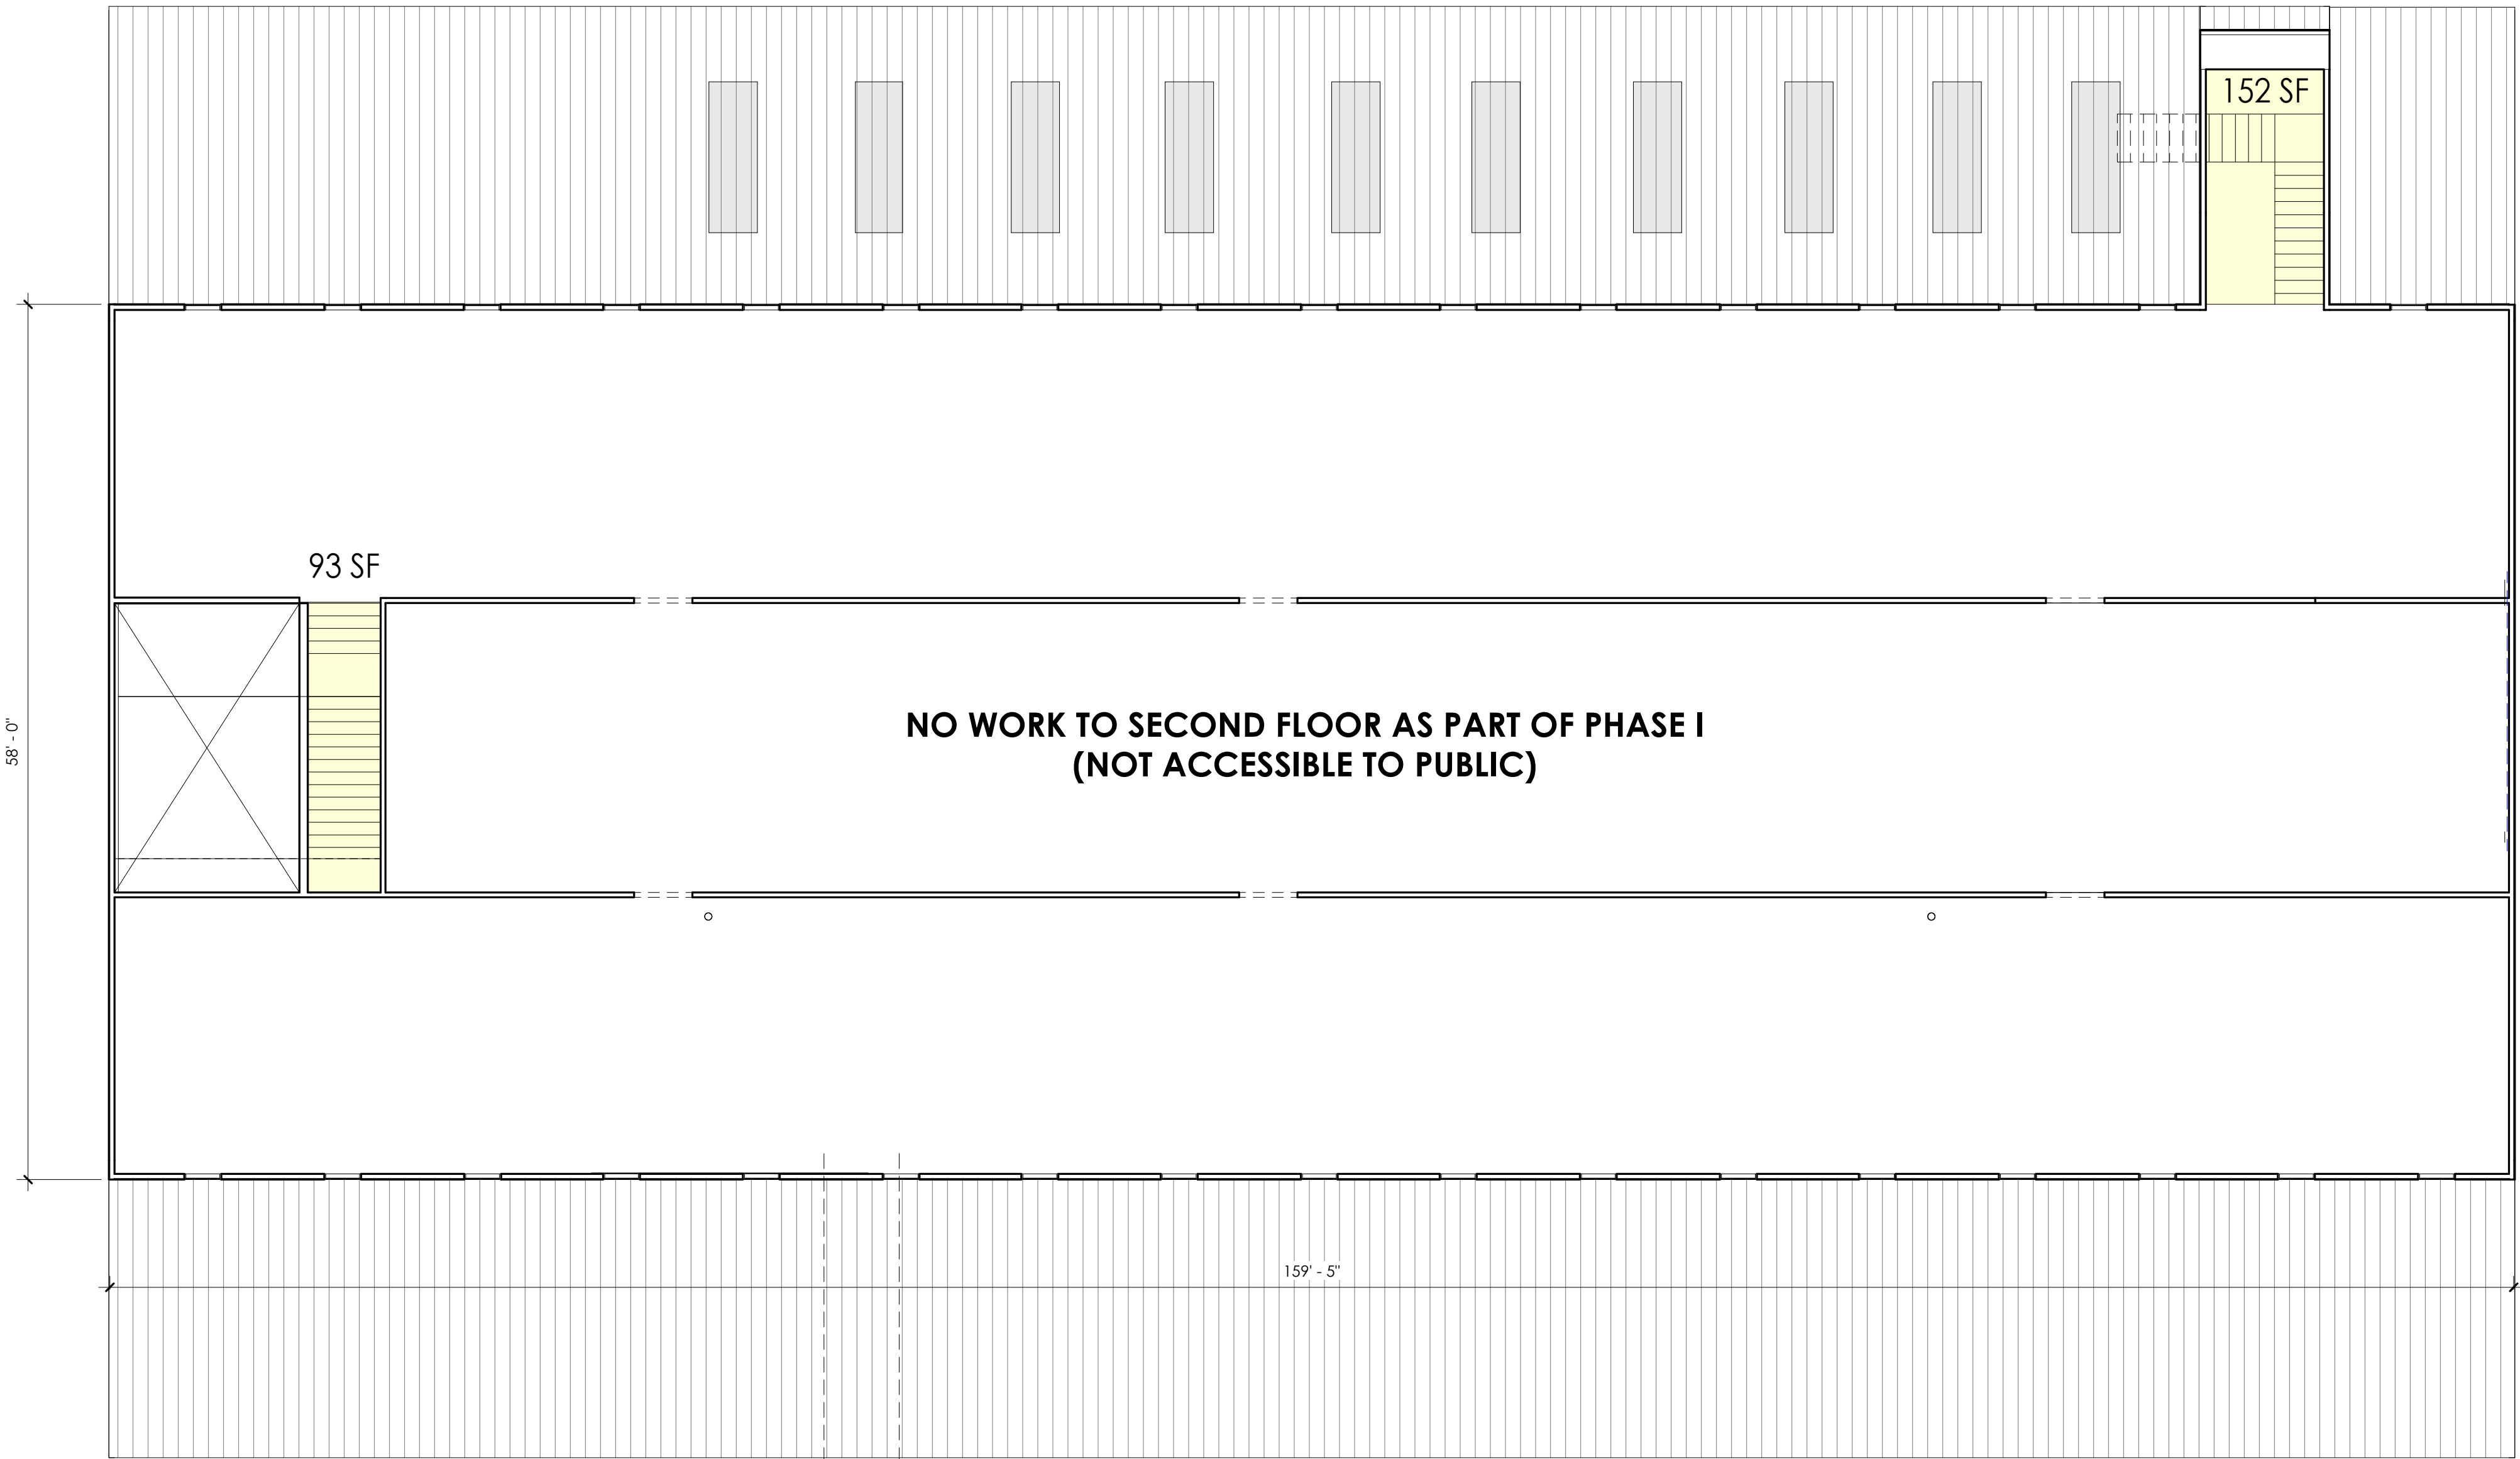 152 SF
93 SF
NO WORK TO SECOND FLOOR AS PART OF PHASE I
(NOT ACCESSIBLE TO PUBLIC)
58' - 0"
159' - 5"